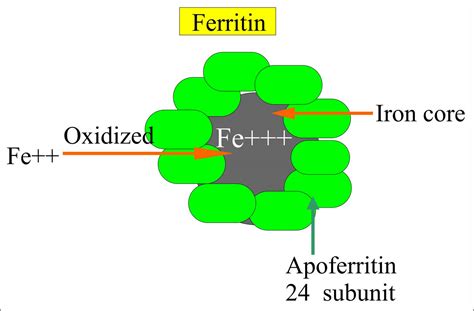 Ferritin
Iron core
Oxidized
Fe+++
Fe++
Apoferritin
24 subunit